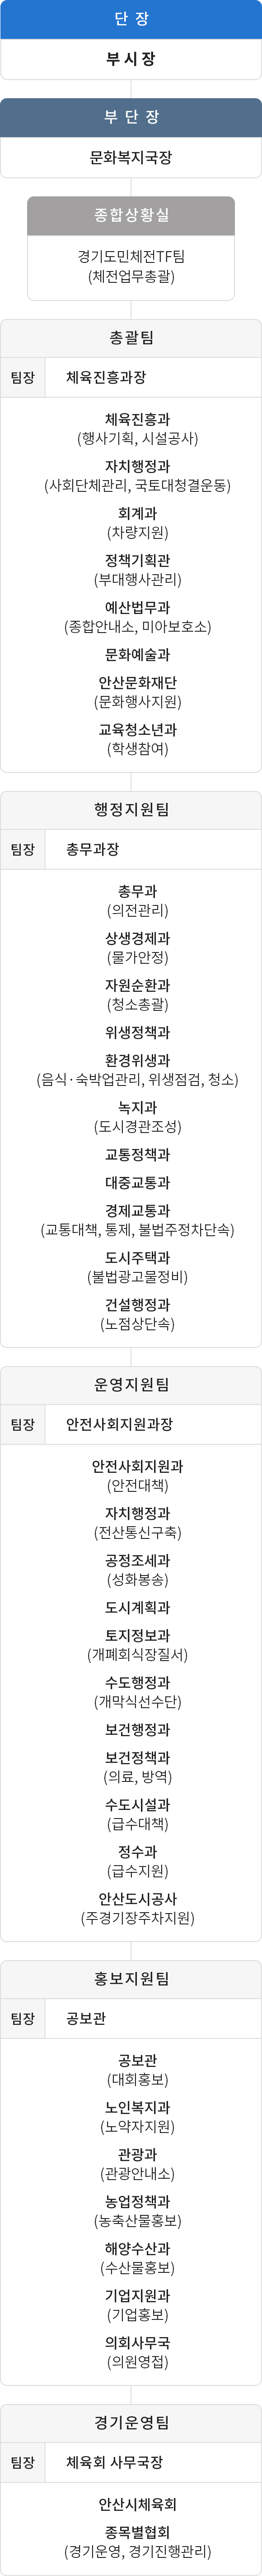 단 장
부 시 장
부 단 장
문화복지국장
종합상황실
경기도민체전TF팀
(체전업무총괄)
총괄팀
팀장 체육진흥과장
체육진흥과
(행사기획, 시설공사)
자치행정과
(사회단체관리, 국토대청결운동)
회계과
(차량지원)
정책기획관
(부대행사관리)
예산법무과
(종합안내소, 미아보호소)
문화예술과
안산문화재단
(문화행사지원)
교육청소년과
(학생참여)
행정지원팀
팀장 총무과장
총무과
(의전관리)
상생경제과
(물가안정)
자원순환과
(청소총괄)
위생정책과
환경위생과
(음식·숙박업관리, 위생점검, 청소)
녹지과
(도시경관조성)
교통정책과
대중교통과
경제교통과
(교통대책, 통제, 불법주정차단속)
도시주택과
(불법광고물정비)
건설행정과
(노점상단속)
운영지원팀
팀장 안전사회지원과장
안전사회지원과
(안전대책)
자치행정과
(전산통신구축)
공정조세과
(성화봉송)
도시계획과
토지정보과
(개폐회식장질서)
수도행정과
(개막식선수단)
보건행정과
보건정책과
(의료, 방역)
수도시설과
(급수대책)
정수과
(급수지원)
안산도시공사
(주경기장주차지원)
홍보지원팀
팀장 공보관
공보관
(대회홍보)
노인복지과
(노약자지원)
관광과
(관광안내소)
농업정책과
(농축산물홍보)
해양수산과
(수산물홍보)
기업지원과
(기업홍보)
의회사무국
(의원영접)
경기운영팀
팀장 체육회 사무국장
안산시체육회
종목별협회
(경기운영, 경기진행관리)